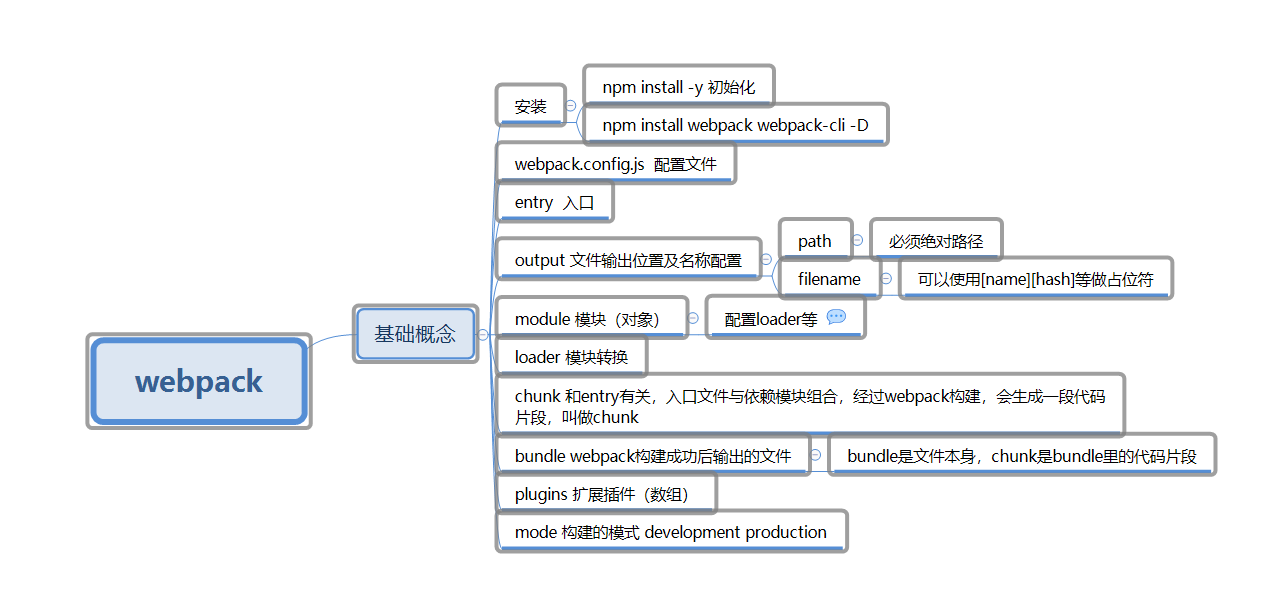 webpack
基础概念
安装
npm install -y 初始化
npm install webpack webpack-cli -D
webpack.config.js  配置文件
entry  入口
output 文件输出位置及名称配置
path
必须绝对路径
filename
可以使用[name][hash]等做占位符
module 模块（对象）
配置loader等
loader 模块转换
chunk 和entry有关，入口文件与依赖模块组合，经过webpack构建，会生成一段代码
片段，叫做chunk
bundle webpack构建成功后输出的文件
bundle是文件本身，chunk是bundle里的代码片段
plugins 扩展插件（数组）
mode 构建的模式 development production